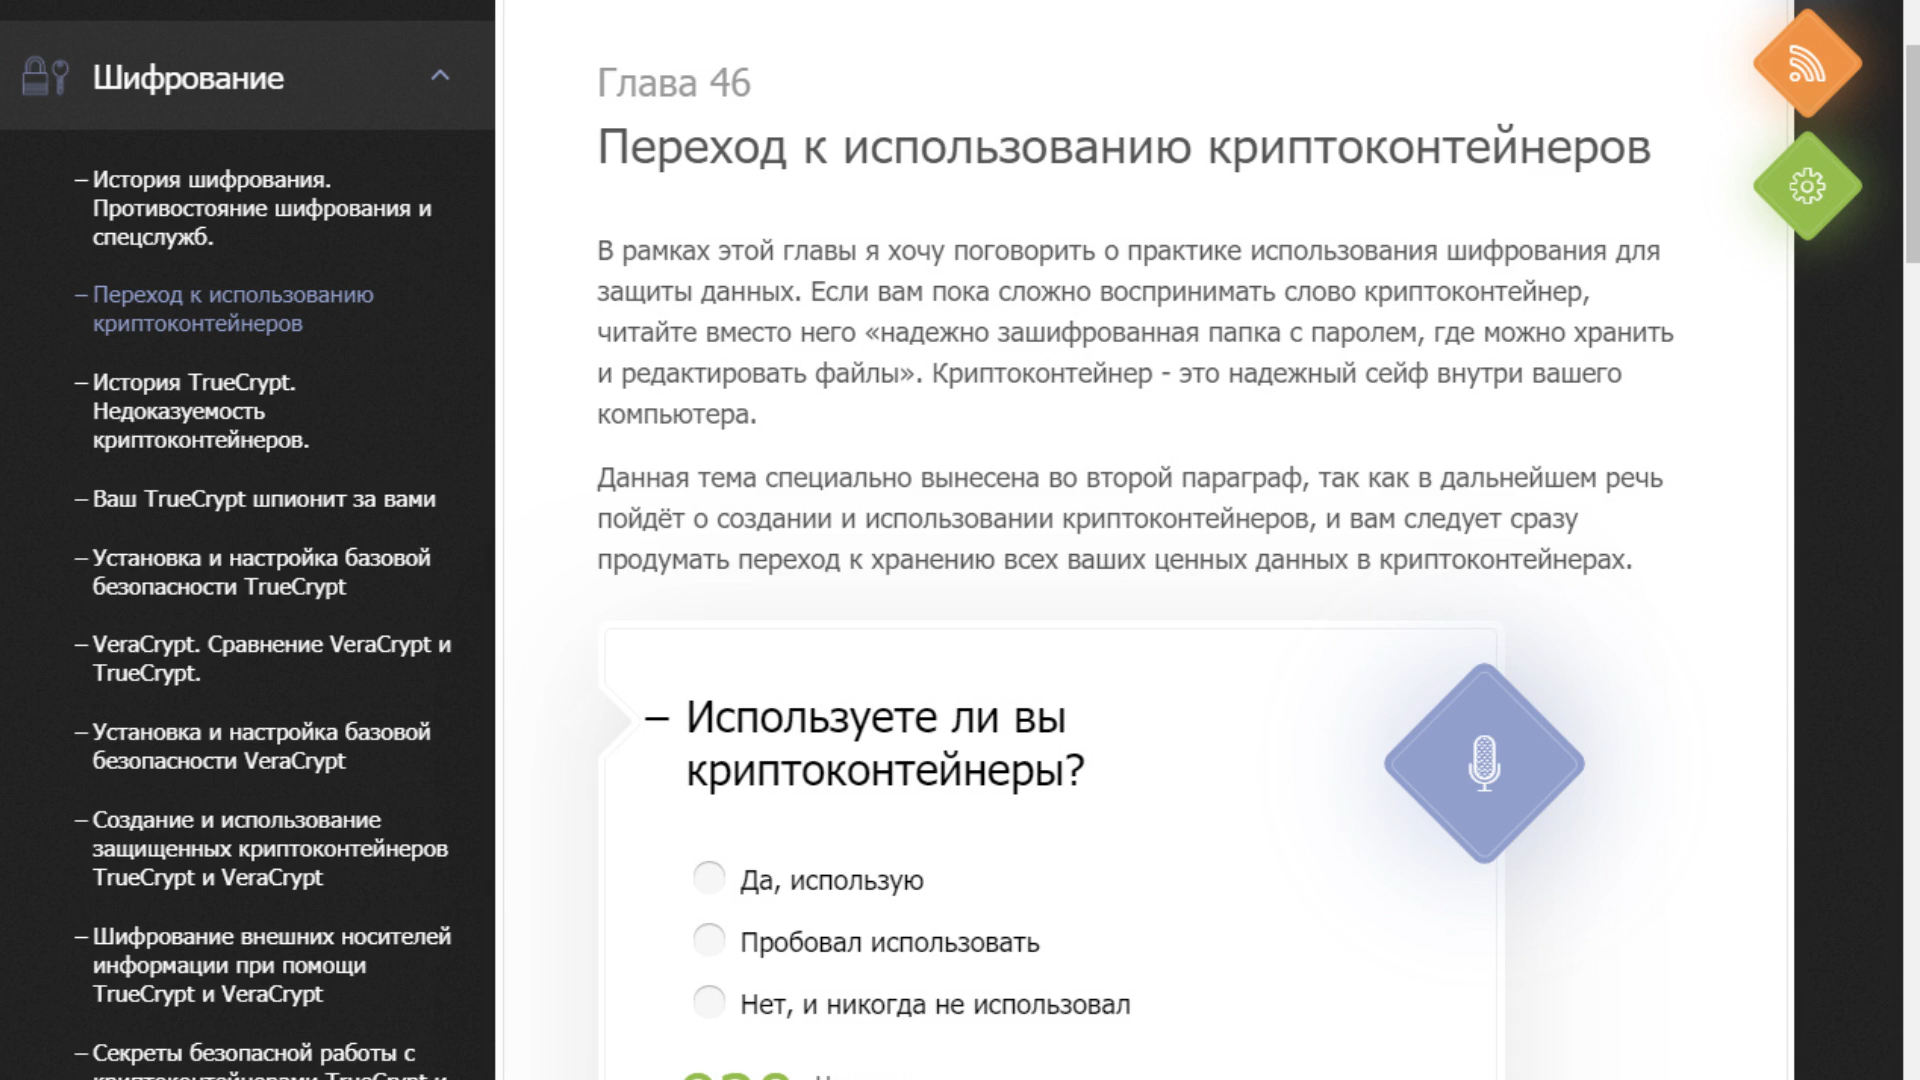 Шифрование
– История шифрования.
Противостояние шифрования и
спецслужб.
– Переход к использованию
криптоконтейнеров
– История TrueCrypt.
Недоказуемость
криптоконтейнеров.
– Ваш TrueCrypt шпионит за вами
– Установка и настройка базовой
безопасности TrueCrypt
– VeraCrypt. Сравнение VeraCrypt и
TrueCrypt.
– Установка и настройка базовой
безопасности VeraCrypt
– Создание и использование
защищенных криптоконтейнеров
TrueCrypt и VeraCrypt
– Шифрование внешних носителей
информации при помощи
TrueCrypt и VeraCrypt
– Секреты безопасной работы с
криптоконтейнерами TrueCrypt и
Глава 46
Переход к использованию криптоконтейнеров
В рамках этой главы я хочу поговорить о практике использования шифрования для
защиты данных. Если вам пока сложно воспринимать слово криптоконтейнер,
читайте вместо него «надежно зашифрованная папка с паролем, где можно хранить
и редактировать файлы». Криптоконтейнер - это надежный сейф внутри вашего
компьютера.
Данная тема специально вынесена во второй параграф, так как в дальнейшем речь
пойдёт о создании и использовании криптоконтейнеров, и вам следует сразу
продумать переход к хранению всех ваших ценных данных в криптоконтейнерах.
– Используете ли вы
криптоконтейнеры?
Да, использую
Пробовал использовать
Нет, и никогда не использовал